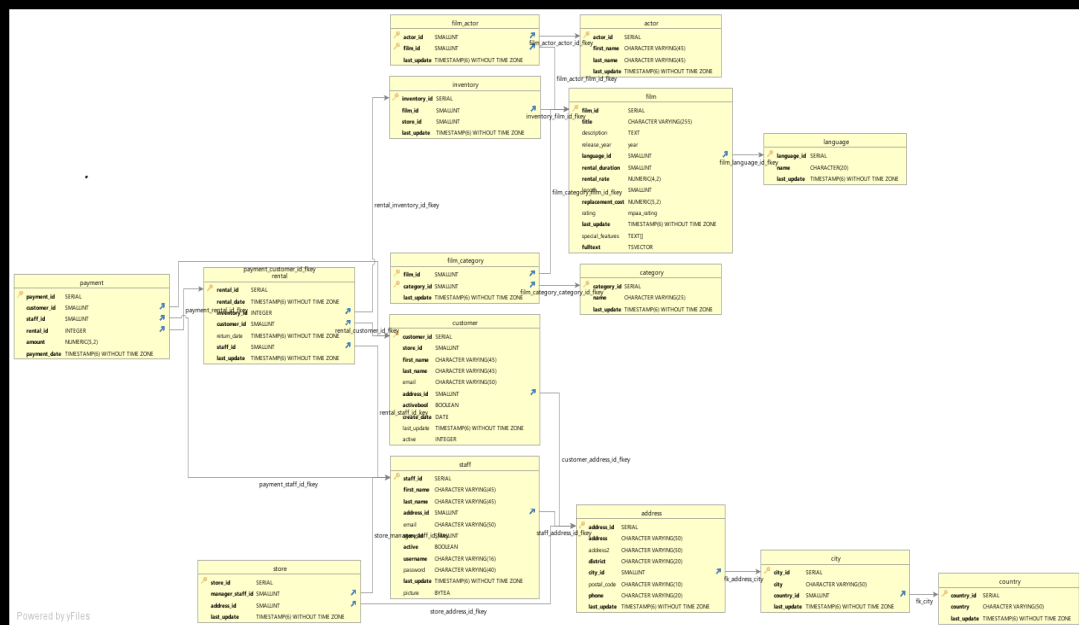 film_actor
actor_id SMALLINT
film_id SMALLINT
last_update TIMESTAMP(6) WITHOUT TIME ZONE
film_actor_actor_id_fkey
actor
actor_id SERIAL
first_name CHARACTER VARYING(45)
last_name CHARACTER VARYING(45)
last_update TIMESTAMP(6) WITHOUT TIME ZONE
film_actor_film_id_fkey
inventory
inventory_id SERIAL
film_id SMALLINT
store_id SMALLINT
last_update TIMESTAMP(6) WITHOUT TIME ZONE
inventory_film_id_fkey
film
film_id SERIAL
title CHARACTER VARYING(255)
description TEXT
release_year year
language_id SMALLINT
rental_duration SMALLINT
rental_rate NUMERIC(4,2)
length SMALLINT
replacement_cost NUMERIC(5,2)
rating mpaa_rating
last_update TIMESTAMP(6) WITHOUT TIME ZONE
special_features TEXT[]
fulltext TSVECTOR
film_language_id_fkey
language
language_id SERIAL
name CHARACTER(20)
last_update TIMESTAMP(6) WITHOUT TIME ZONE
film_category_film_id_fkey
rental_inventory_id_fkey
film_category
film_id SMALLINT
category_id SMALLINT
last_update TIMESTAMP(6) WITHOUT TIME ZONE
film_category_category_id_fkey
category
category_id SERIAL
name CHARACTER VARYING(25)
last_update TIMESTAMP(6) WITHOUT TIME ZONE
payment
payment_id SERIAL
customer_id SMALLINT
staff_id SMALLINT
rental_id INTEGER
amount NUMERIC(5,2)
payment_date TIMESTAMP(6) WITHOUT TIME ZONE
payment_customer_id_fkey
payment_rental_id_fkey
rental
rental_id SERIAL
rental_date TIMESTAMP(6) WITHOUT TIME ZONE
inventory_id INTEGER
customer_id SMALLINT
return_date TIMESTAMP(6) WITHOUT TIME ZONE
staff_id SMALLINT
last_update TIMESTAMP(6) WITHOUT TIME ZONE
rental_customer_id_fkey
customer
customer_id SERIAL
store_id SMALLINT
first_name CHARACTER VARYING(45)
last_name CHARACTER VARYING(45)
email CHARACTER VARYING(50)
address_id SMALLINT
activebool BOOLEAN
create_date DATE
last_update TIMESTAMP(6) WITHOUT TIME ZONE
active INTEGER
rental_staff_id_key
customer_address_id_fkey
payment_staff_id_fkey
staff
staff_id SERIAL
first_name CHARACTER VARYING(45)
last_name CHARACTER VARYING(45)
address_id SMALLINT
email CHARACTER VARYING(50)
store_id SMALLINT
active BOOLEAN
username CHARACTER VARYING(16)
password CHARACTER VARYING(40)
last_update TIMESTAMP(6) WITHOUT TIME ZONE
picture BYTEA
store_manager_staff_id_fkey
staff_address_id_fkey
address
address_id SERIAL
address CHARACTER VARYING(50)
address2 CHARACTER VARYING(50)
district CHARACTER VARYING(20)
city_id SMALLINT
postal_code CHARACTER VARYING(10)
phone CHARACTER VARYING(20)
last_update TIMESTAMP(6) WITHOUT TIME ZONE
fk_address_city
city
city_id SERIAL
city CHARACTER VARYING(50)
country_id SMALLINT
last_update TIMESTAMP(6) WITHOUT TIME ZONE
fk_city
country
country_id SERIAL
country CHARACTER VARYING(50)
last_update TIMESTAMP(6) WITHOUT TIME ZONE
store
store_id SERIAL
manager_staff_id SMALLINT
address_id SMALLINT
last_update TIMESTAMP(6) WITHOUT TIME ZONE
store_address_id_fkey
Powered by yFiles